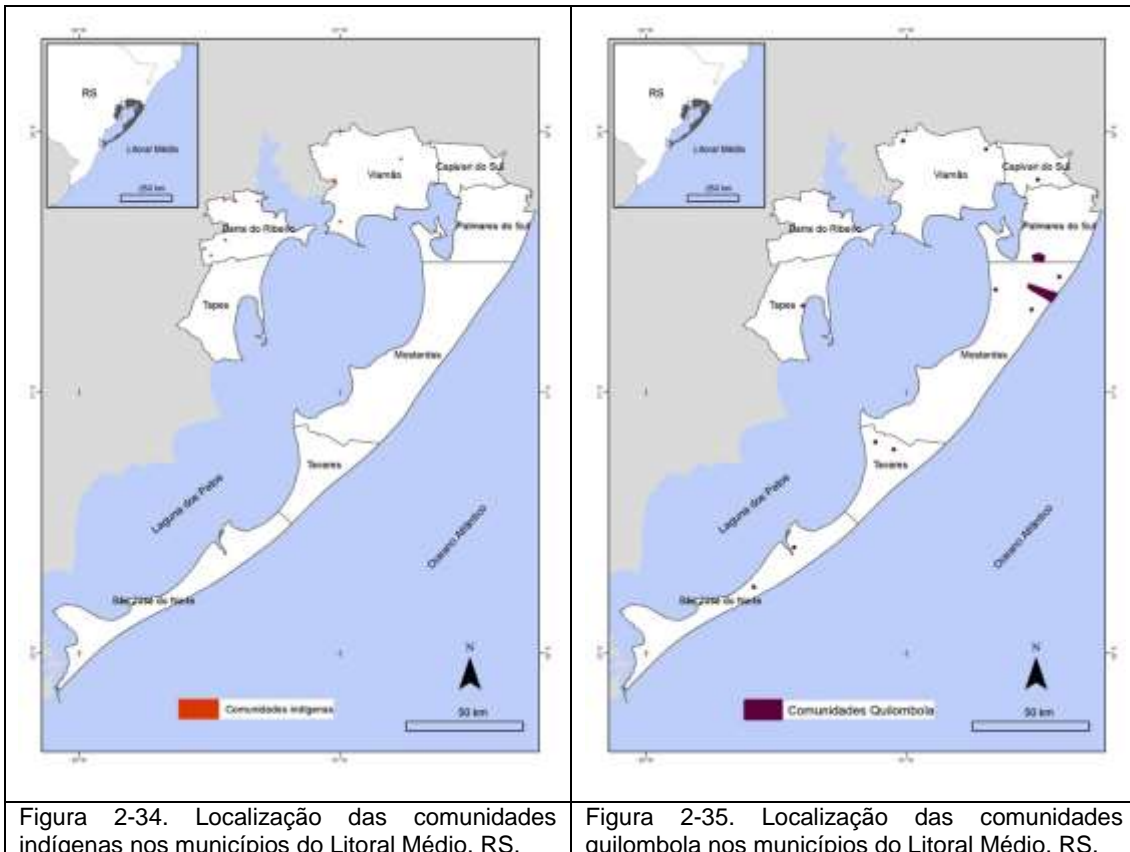 RS
Litoral Médio
250 km
Viamão
Capivari do Sul
Barra do Ribeiro
Palmares do Sul
Tapes
Mostardas
Tavares
Laguna dos Patos
Oceano Atlântico
São José do Norte
N
Comunidades indígenas
50 km
Figura 2-34. Localização das comunidades
indígenas nos municípios do Litoral Médio, RS.
RS
Litoral Médio
250 km
Viamão
Capivari do Sul
Barra do Ribeiro
Palmares do Sul
Tapes
Mostardas
Tavares
Laguna dos Patos
Oceano Atlântico
São José do Norte
N
Comunidades Quilombola
50 km
Figura 2-35. Localização das comunidades
quilombola nos municípios do Litoral Médio, RS.